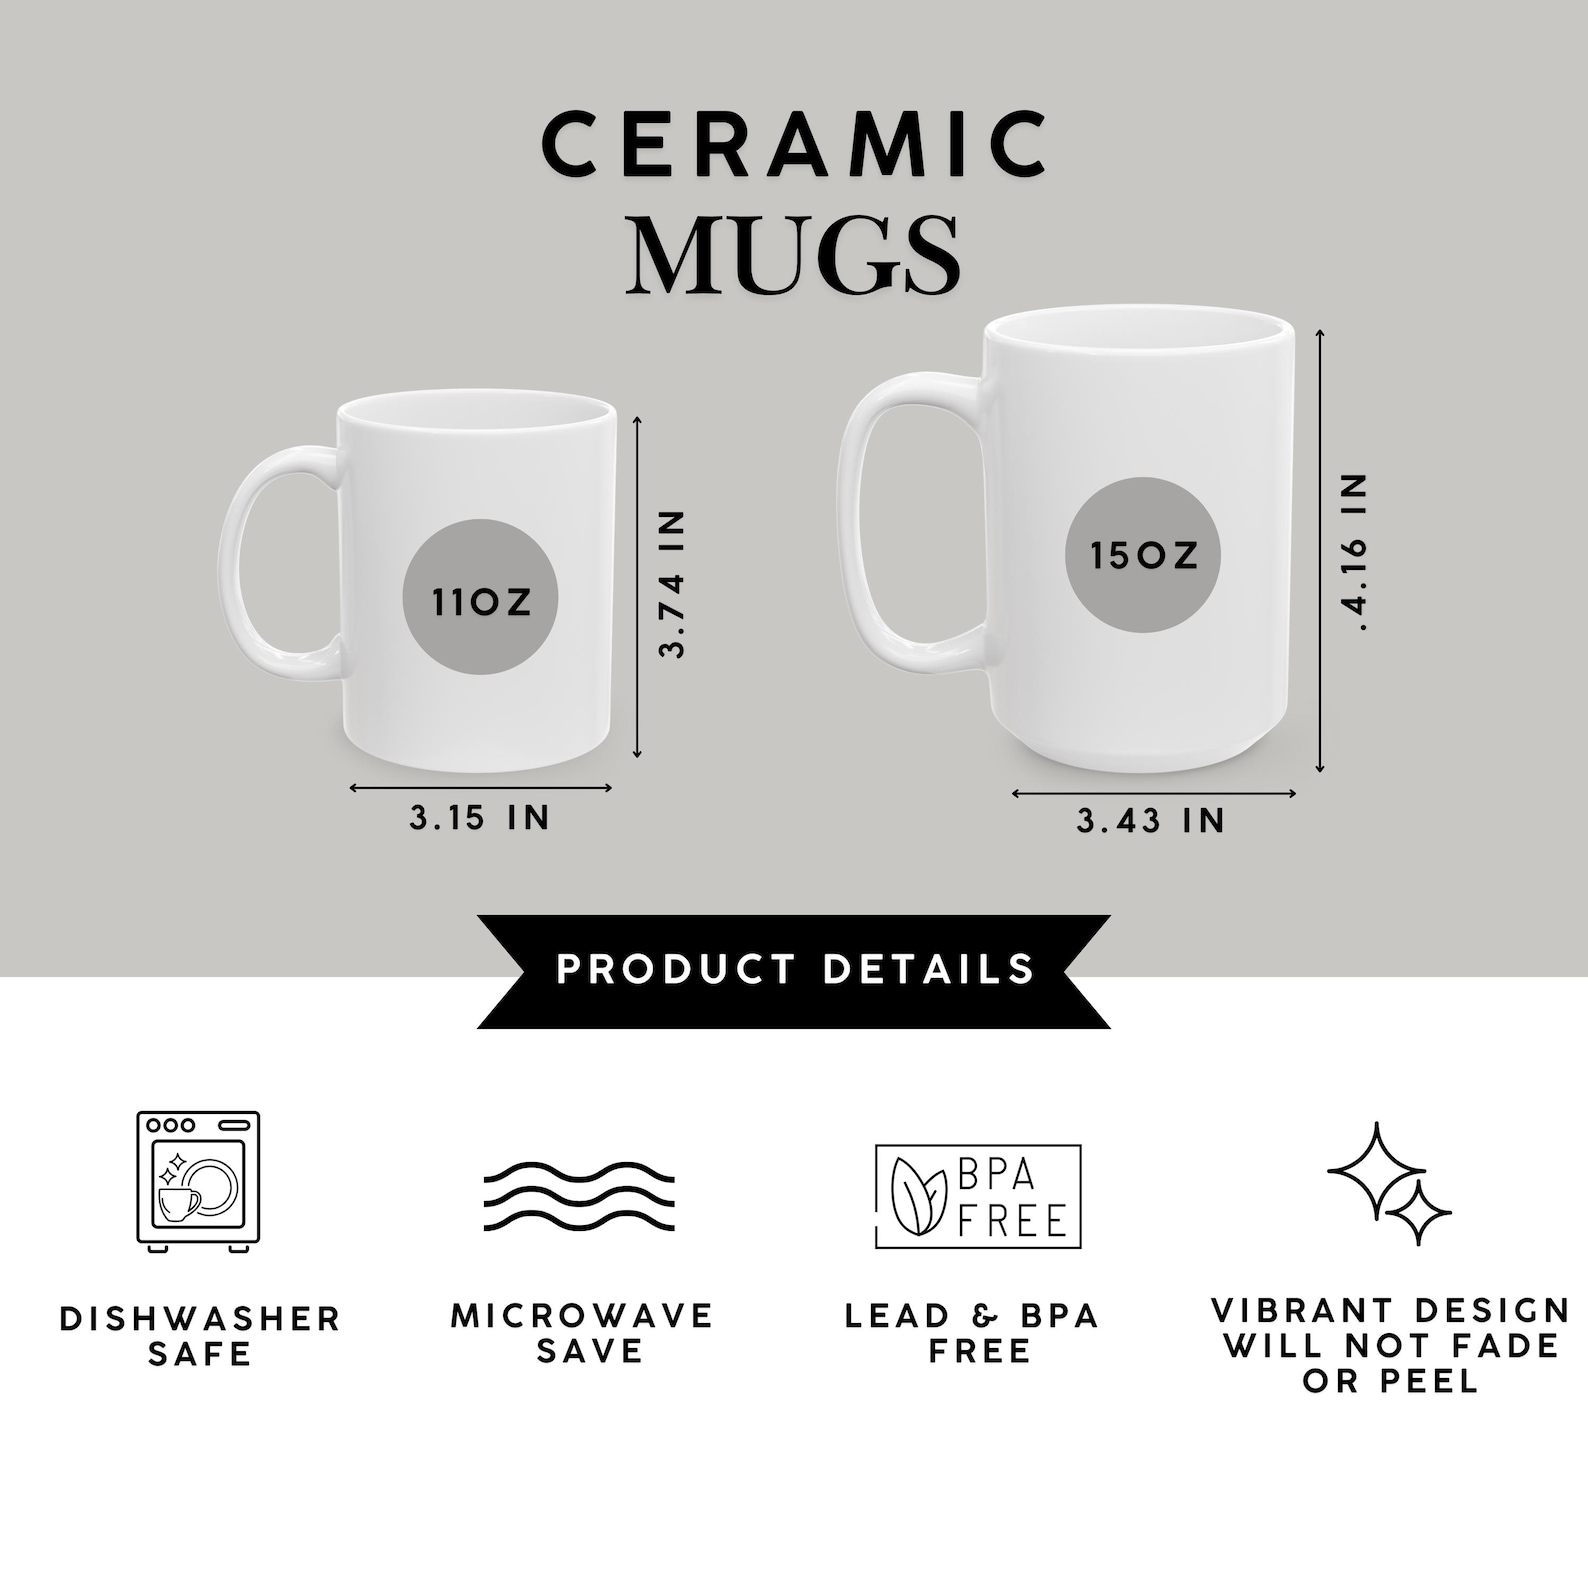 CERAMIC
MUGS
11OZ
3.74 IN
3.15 IN
15OZ
.4.16 IN
3.43 IN
PRODUCT DETAILS
BPA
FREE
DISHWASHER
SAFE
MICROWAVE
SAVE
LEAD & BPA
FREE
VIBRANT DESIGN
WILL NOT FADE
OR PEEL